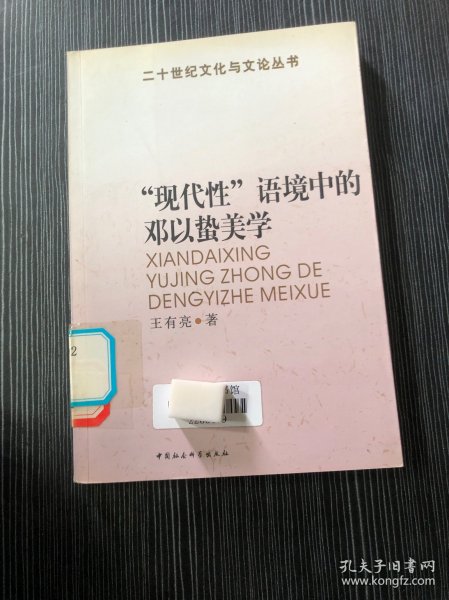 二十世纪文化与文论丛书
“现代性”语境中的
邓以蛰美学
XIANDAIXING
YUJING ZHONG DE
DENGYIZHE MEIXUE
王有亮●著
2
馆
中国社会科学出版社
孔夫子旧书网
www.kongfz.com